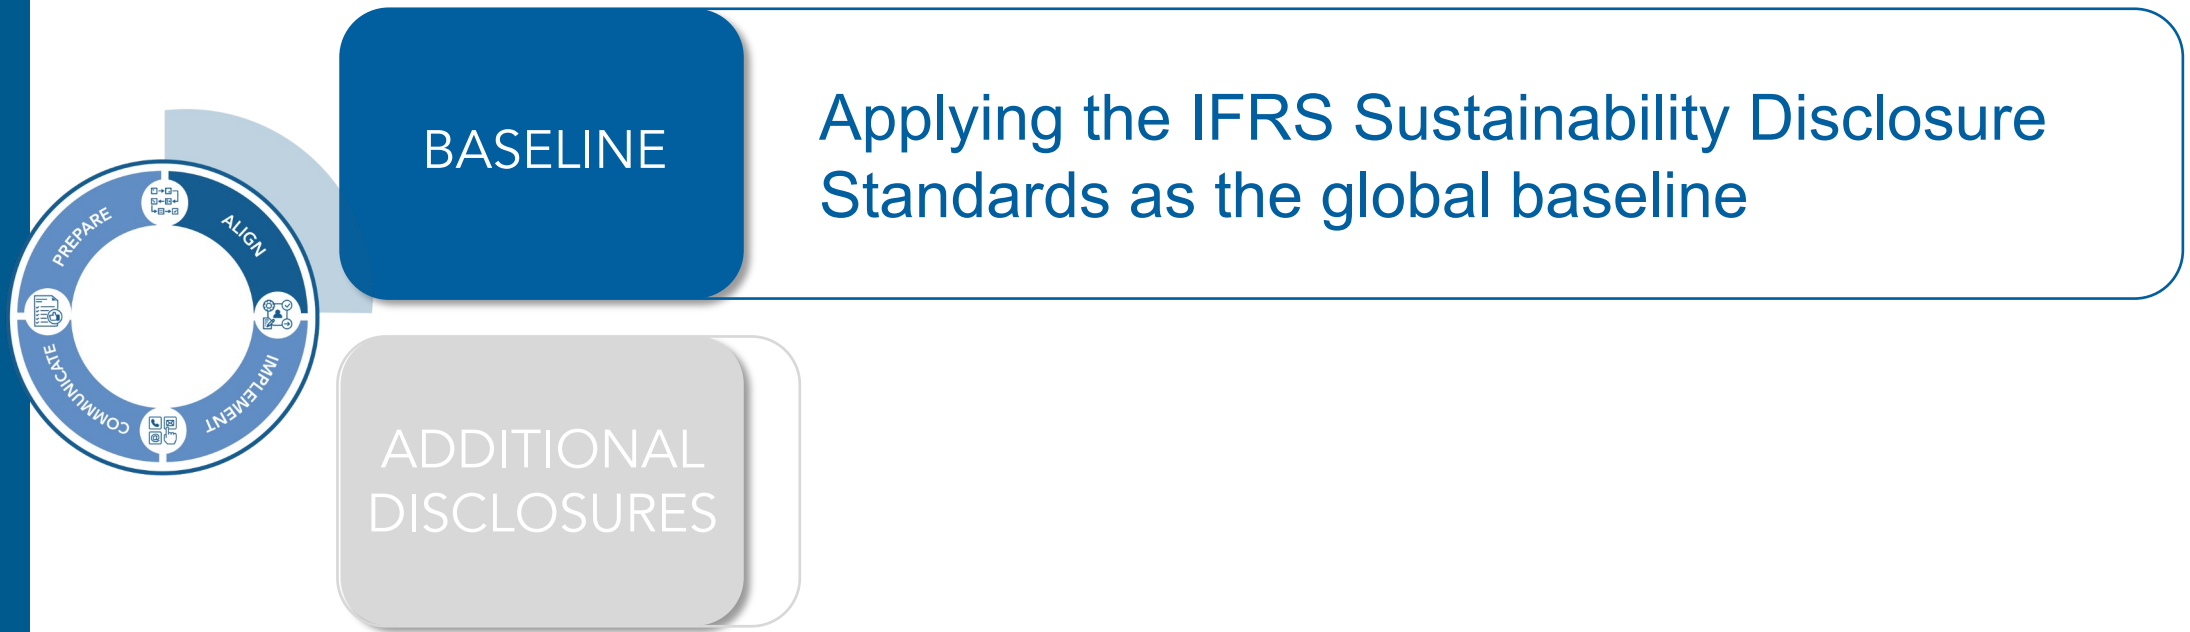 BASELINE
Applying the IFRS Sustainability Disclosure
Standards as the global baseline
PREPARE
ALIGN
COMMUNICATE
IMPLEMENT
ADDITIONAL
DISCLOSURES